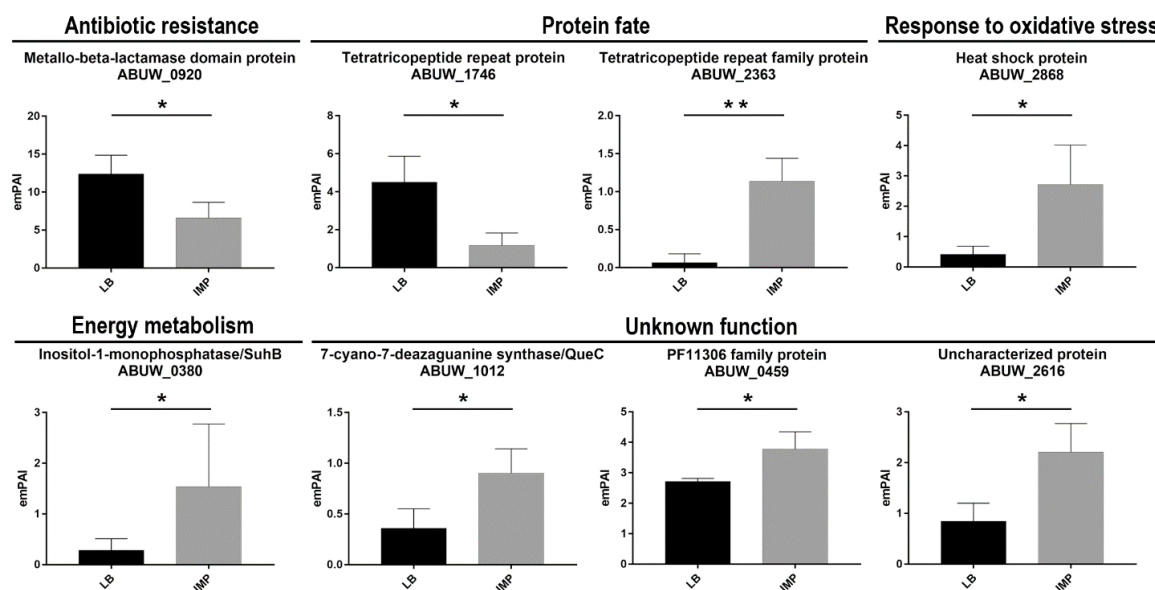 Antibiotic resistance
Protein fate
Response to oxidative stress
Metallo-beta-lactamase domain protein
ABUW_0920
*
20
15
10
5
0
emPAI
LB
IMP
Tetratricopeptide repeat protein
ABUW_1746
*
8
6
4
2
0
emPAI
LB
IMP
Tetratricopeptide repeat family protein
ABUW_2363
**
2.0
1.5
1.0
0.5
0.0
emPAI
LB
IMP
Heat shock protein
ABUW_2868
*
5
4
3
2
1
0
emPAI
LB
IMP
Energy metabolism
Unknown function
Inositol-1-monophosphatase/SuhB
ABUW_0380
*
3
2
1
0
emPAI
LB
IMP
7-cyano-7-deazaguanine synthase/QueC
ABUW_1012
*
1.5
1.0
0.5
0.0
emPAI
LB
IMP
PF11306 family protein
ABUW_0459
*
5
4
3
2
1
0
emPAI
LB
IMP
Uncharacterized protein
ABUW_2616
*
3
2
1
0
emPAI
LB
IMP